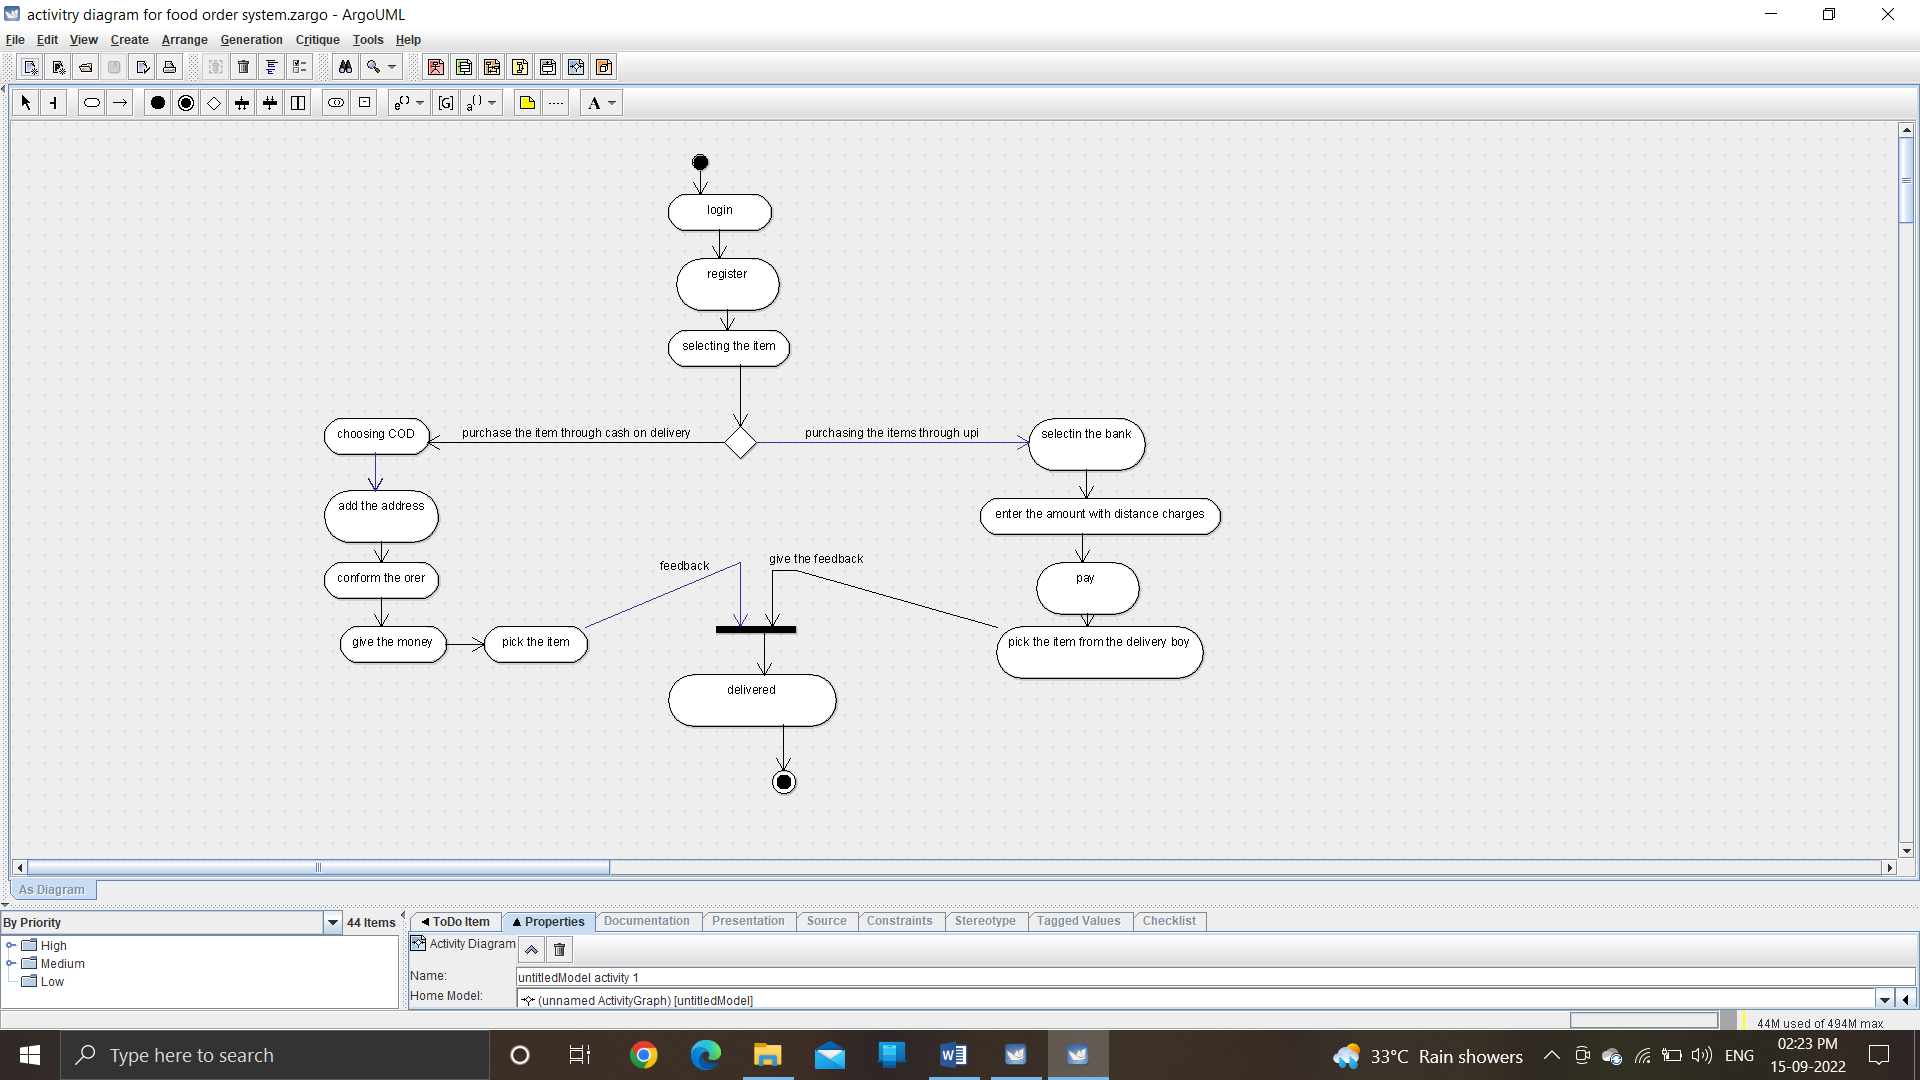 activitry diagram for food order system.zargo - ArgoUML
File Edit View Create Arrange Generation Critique Tools Help
login
register
selecting the item
choosing COD
purchase the item through cash on delivery
purchasing the items through upi
selectin the bank
add the address
enter the amount with distance charges
feedback
give the feedback
conform the orer
pay
give the money
pick the item
pick the item from the delivery boy
delivered
As Diagram
By Priority
44 Items
ToDo Item Properties Documentation Presentation Source Constraints Stereotype Tagged Values Checklist
High
Medium
Low
Activity Diagram
Name:
untitledModel activity 1
Home Model:
(unnamed ActivityGraph) [untitledModel]
44M used of 494M max
Type here to search
33°C Rain showers
ENG
02:23 PM
15-09-2022